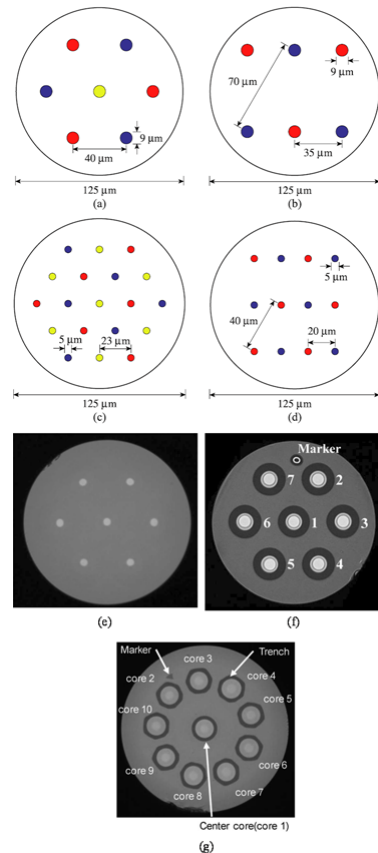 9 µm
40 µm
125 µm
(a)
9 µm
70 µm
35 µm
125 µm
(b)
5 µm
23 µm
125 µm
(c)
5 µm
40 µm
20 µm
125 µm
(d)
(e)
Marker
7
2
6
1
3
5
4
(f)
Marker
core 3
Trench
core 2
core 4
core 10
core 5
core 9
core 6
core 8
core 7
Center core(core 1)
(g)